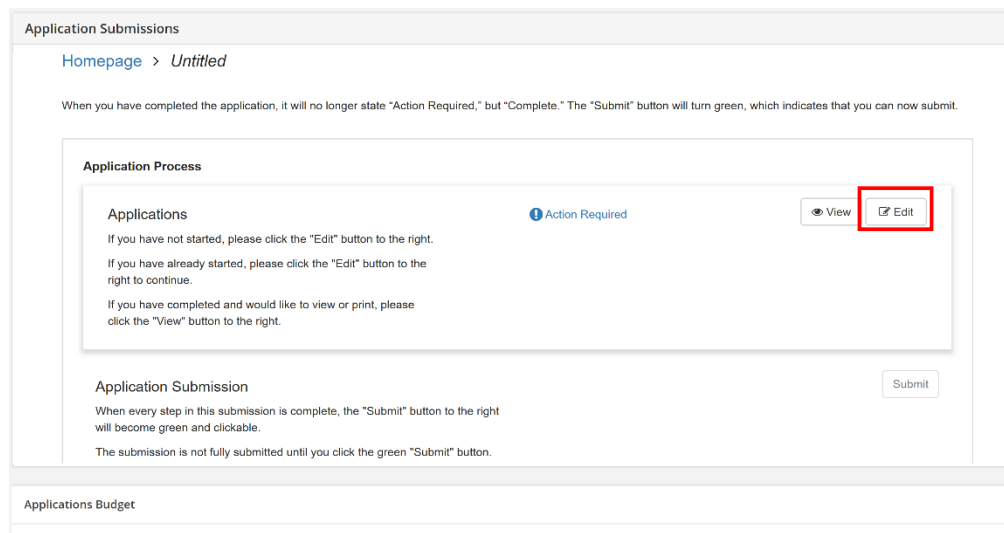 Application Submissions
Homepage > Untitled
When you have completed the application, it will no longer state “Action Required,” but “Complete.” The “Submit” button will turn green, which indicates that you can now submit.
Application Process
Applications
Action Required
View
Edit
If you have not started, please click the "Edit" button to the right.
If you have already started, please click the "Edit" button to the
right to continue.
If you have completed and would like to view or print, please
click the "View" button to the right.
Application Submission
Submit
When every step in this submission is complete, the "Submit" button to the right
will become green and clickable.
The submission is not fully submitted until you click the green "Submit" button.
Applications Budget